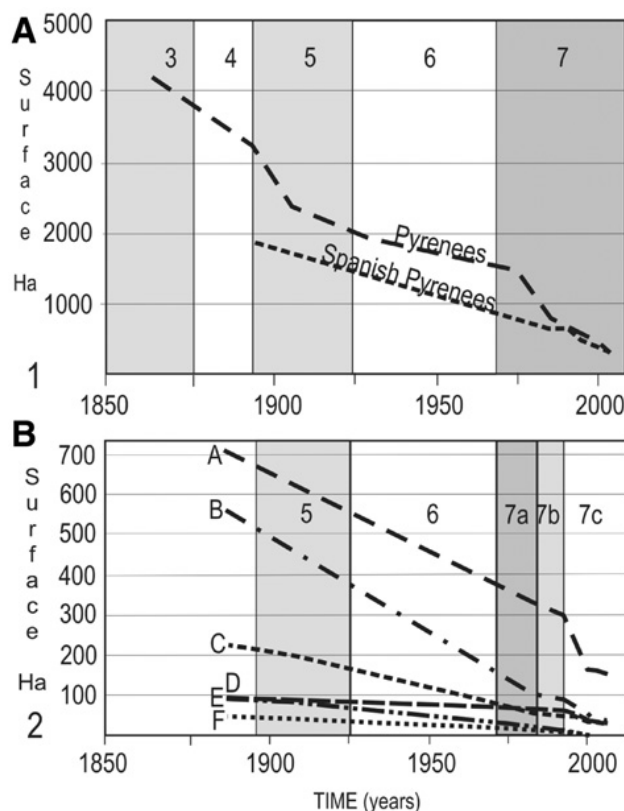 A
Surface
Ha
1
5000
4000
3000
2000
1000
3 4 5 6 7
Pyrenees
Spanish Pyrenees
1850 1900 1950 2000
B
Surface
Ha
2
700
600
500
400
300
200
100
A
B
C
D
E
F
5 6 7a 7b 7c
1850 1900 1950 2000
TIME (years)